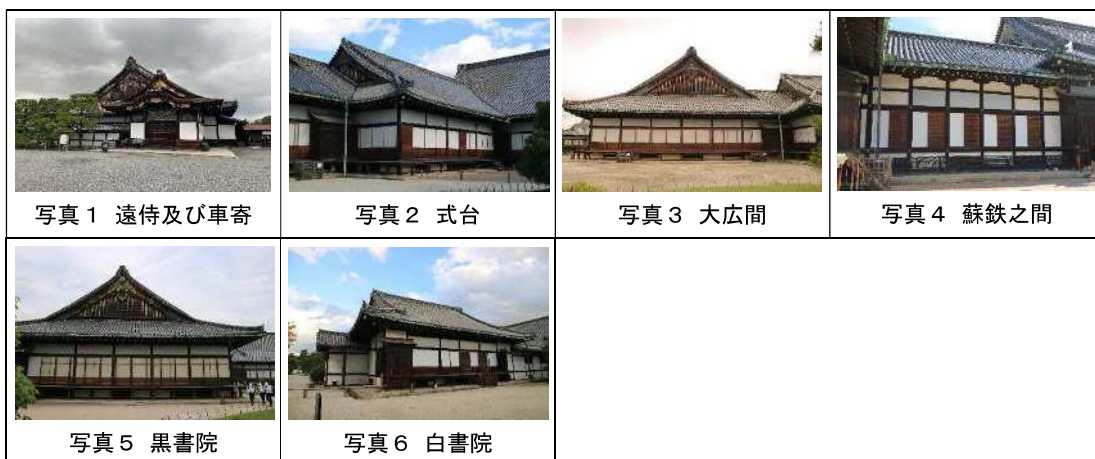 写真１ 遠侍及び車寄
写真２ 式台
写真３ 大広間
写真４ 蘇鉄之間
写真５ 黒書院
写真６ 白書院